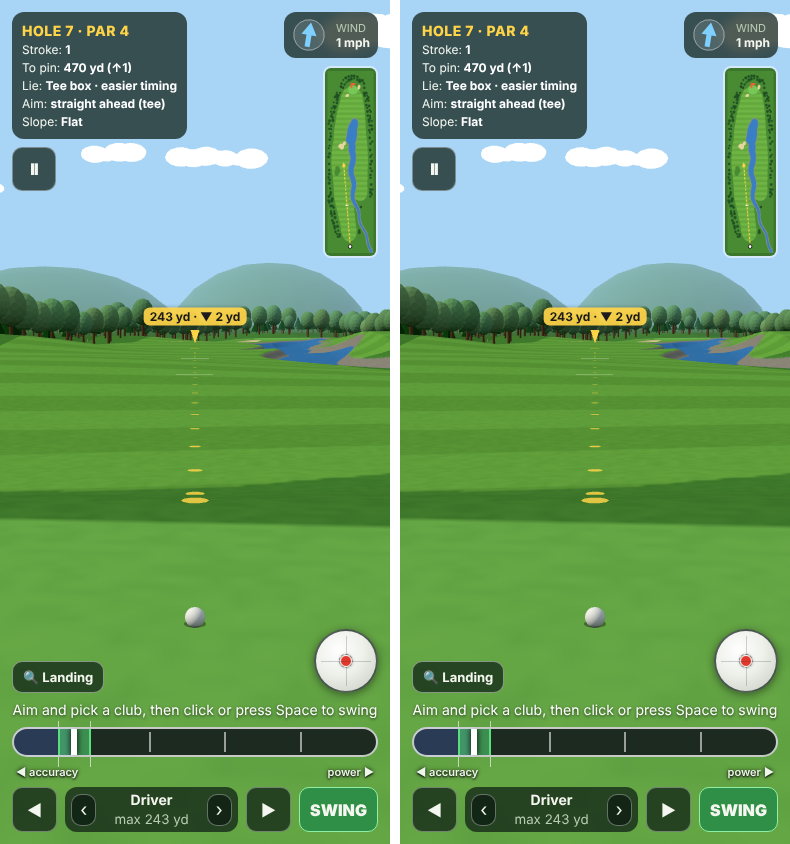 HOLE 7 · PAR 4
Stroke: 1
To pin: 470 yd (↑1)
Lie: Tee box · easier timing
Aim: straight ahead (tee)
Slope: Flat
WIND
1 mph
243 yd · ▼ 2 yd
🔍 Landing
Aim and pick a club, then click or press Space to swing
◀ accuracy
power ▶
◀
‹
Driver
max 243 yd
›
▶
SWING
HOLE 7 · PAR 4
Stroke: 1
To pin: 470 yd (↑1)
Lie: Tee box · easier timing
Aim: straight ahead (tee)
Slope: Flat
WIND
1 mph
243 yd · ▼ 2 yd
🔍 Landing
Aim and pick a club, then click or press Space to swing
◀ accuracy
power ▶
◀
‹
Driver
max 243 yd
›
▶
SWING